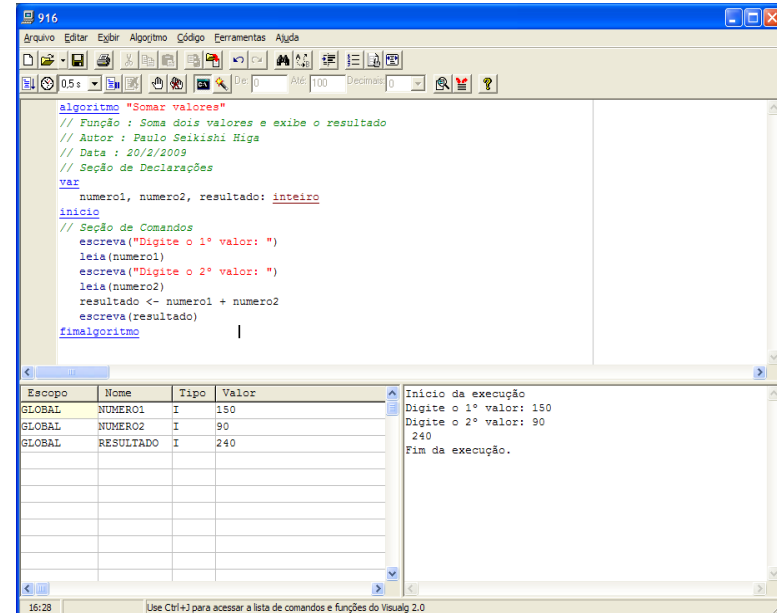 916
Arquivo Editar Exibir Algoritmo Código Ferramentas Ajuda
0,5 s De: 0 Até: 100 Decimais: 0
algoritmo "Somar valores"
// Função : Soma dois valores e exibe o resultado
// Autor : Paulo Seikishi Higa
// Data : 20/2/2009
// Seção de Declarações
var
numero1, numero2, resultado: inteiro
inicio
// Seção de Comandos
escreva("Digite o 1º valor: ")
leia(numero1)
escreva("Digite o 2º valor: ")
leia(numero2)
resultado <- numero1 + numero2
escreva(resultado)
fimalgoritmo
Escopo Nome Tipo Valor
GLOBAL NUMERO1 I 150
GLOBAL NUMERO2 I 90
GLOBAL RESULTADO I 240
Início da execução
Digite o 1º valor: 150
Digite o 2º valor: 90
240
Fim da execução.
16:28 Use Ctrl+J para acessar a lista de comandos e funções do Visualg 2.0